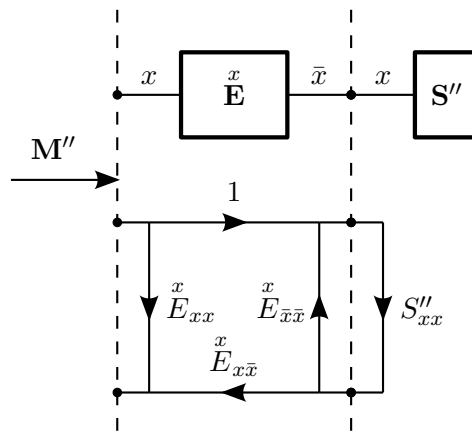 x x x̄ x
E S″
M″
1
x x
E_xx E_x̄x̄ S″_xx
x
E_xx̄